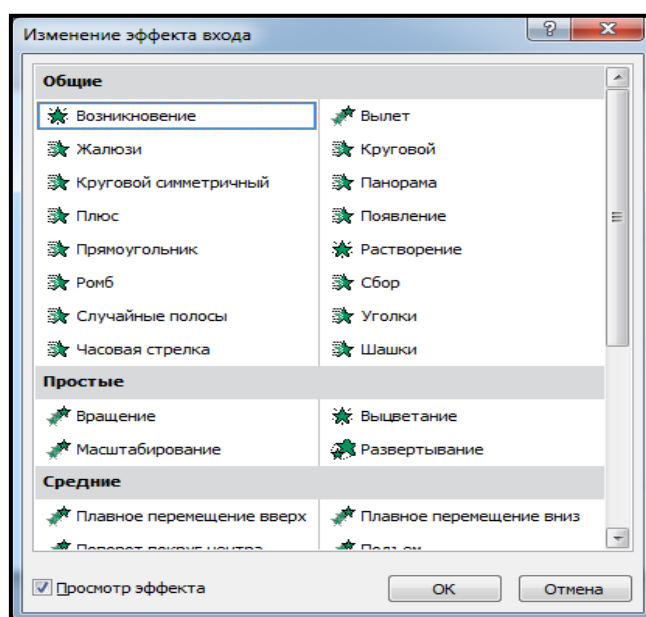 Изменение эффекта входа
Общие
Возникновение Вылет
Жалюзи Круговой
Круговой симметричный Панорама
Плюс Появление
Прямоугольник Растворение
Ромб Сбор
Случайные полосы Уголки
Часовая стрелка Шашки
Простые
Вращение Выцветание
Масштабирование Развертывание
Средние
Плавное перемещение вверх Плавное перемещение вниз
Просмотр эффекта ОК Отмена